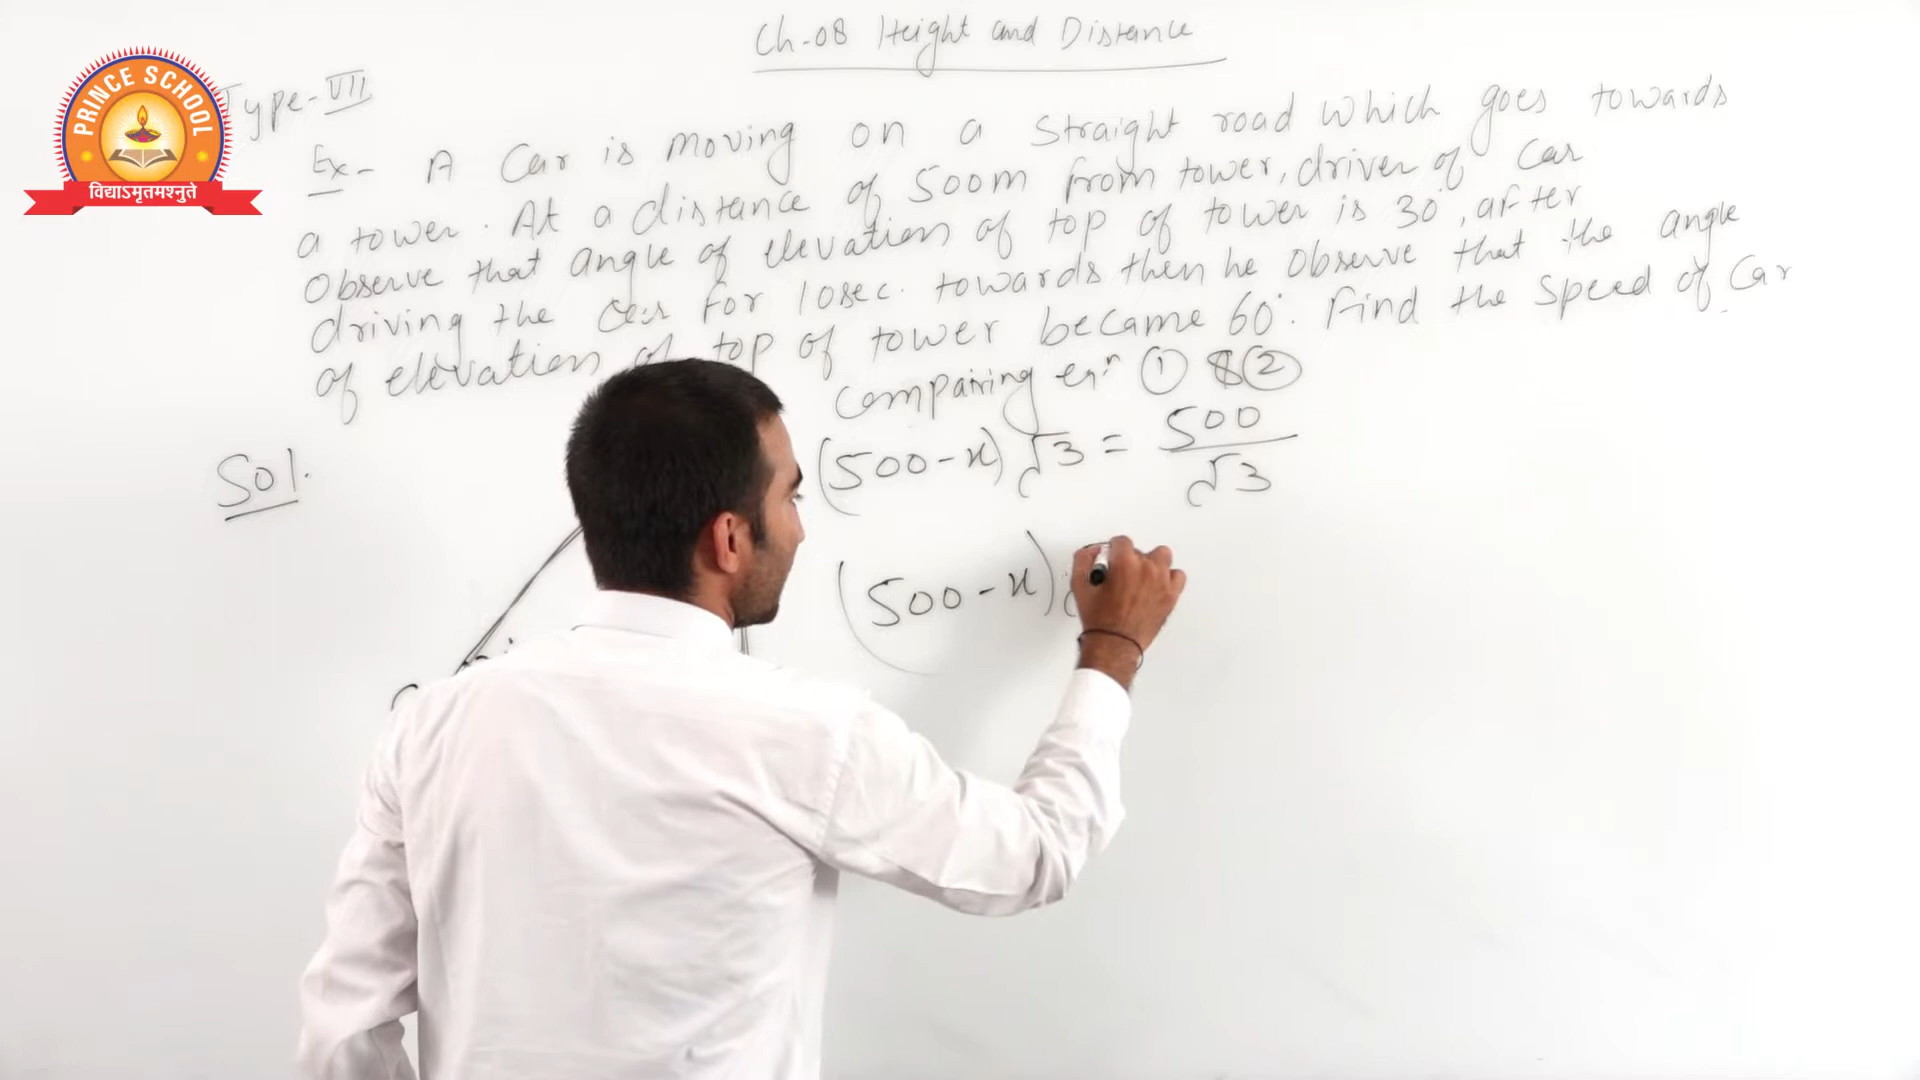 Ch-08 Height and Distance
PRINCE SCHOOL
विद्याऽमृतमश्नुते
Type-VII
Ex- A Car is moving on a straight road which goes towards
a tower. At a distance of 500m from tower, driver of Car
Observe that angle of elevation of top of tower is 30°, after
driving the car for 10sec. towards then he observe that the angle
of elevation of top of tower became 60°. Find the speed of Car
Sol.
Compairing eqn ① & ②
(500-x)√3 = 500/√3
(500-x)